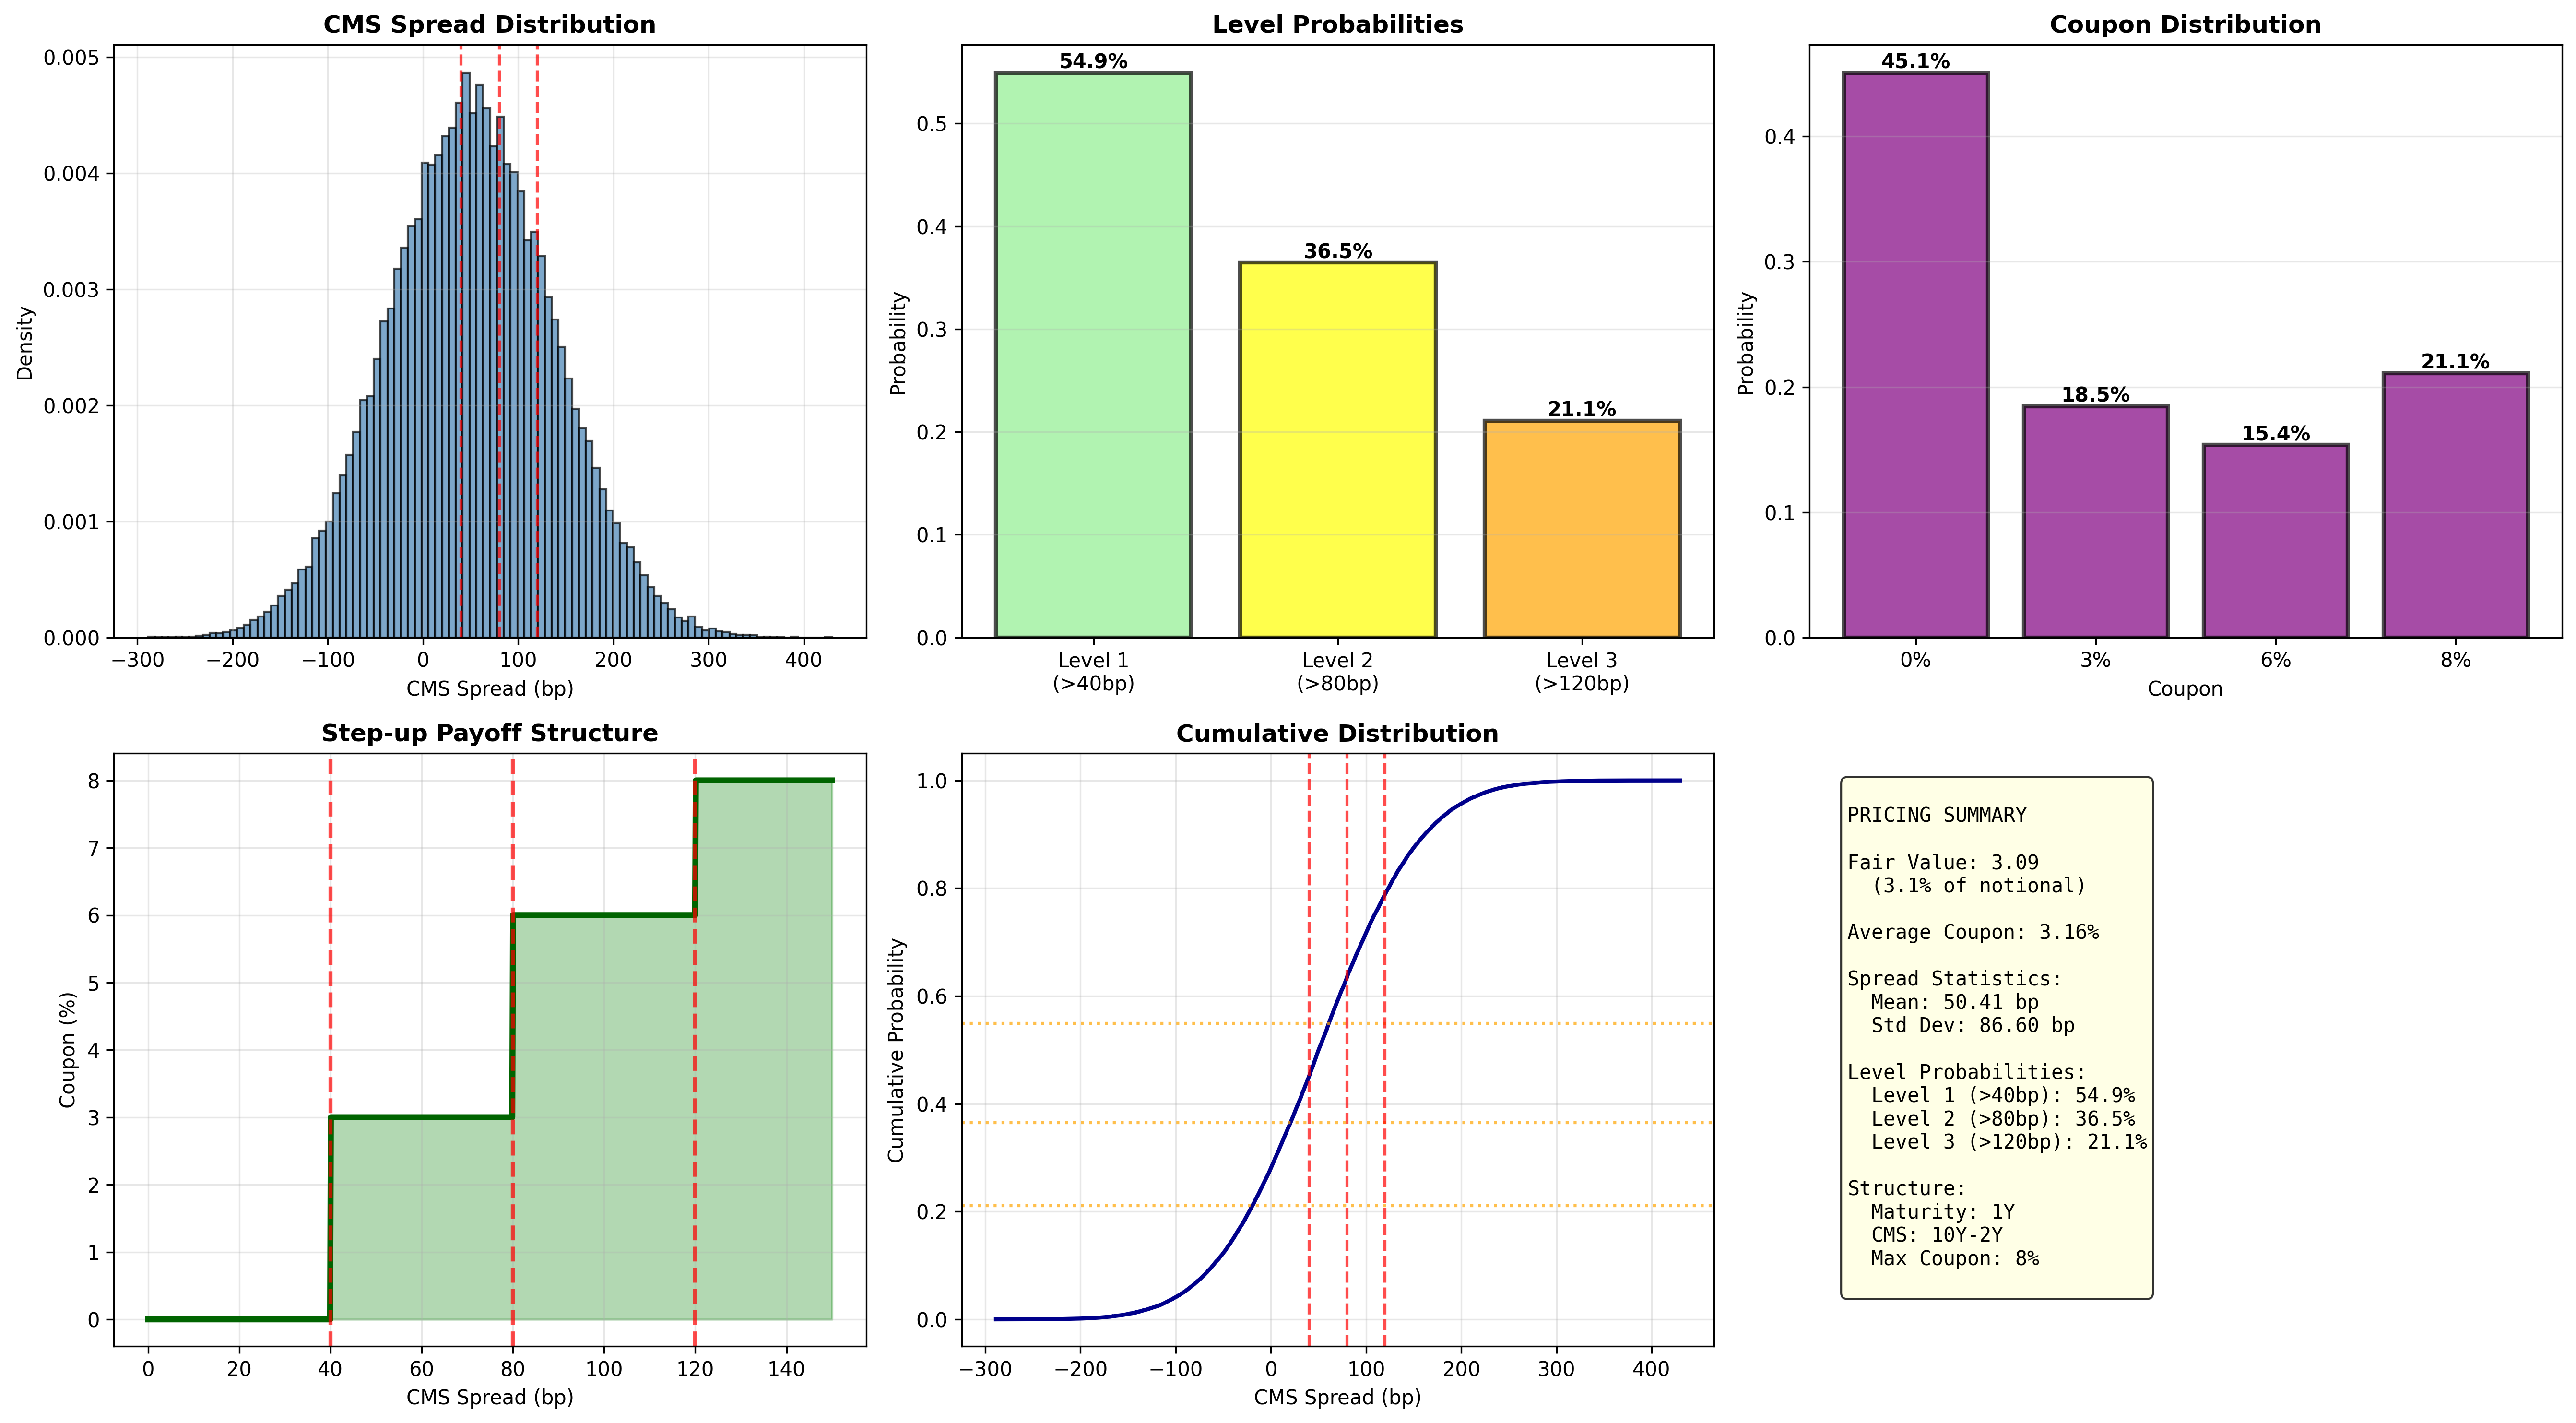 CMS Spread Distribution
Density
0.005
0.004
0.003
0.002
0.001
0.000
−300 −200 −100 0 100 200 300 400
CMS Spread (bp)
Level Probabilities
Probability
0.5
0.4
0.3
0.2
0.1
0.0
54.9%
36.5%
21.1%
Level 1 Level 2 Level 3
(>40bp) (>80bp) (>120bp)
Coupon Distribution
Probability
0.4
0.3
0.2
0.1
0.0
45.1%
18.5%
15.4%
21.1%
0% 3% 6% 8%
Coupon
Step-up Payoff Structure
Coupon (%)
8
7
6
5
4
3
2
1
0
0 20 40 60 80 100 120 140
CMS Spread (bp)
Cumulative Distribution
Cumulative Probability
1.0
0.8
0.6
0.4
0.2
0.0
−300 −200 −100 0 100 200 300 400
CMS Spread (bp)
PRICING SUMMARY
Fair Value: 3.09
(3.1% of notional)
Average Coupon: 3.16%
Spread Statistics:
Mean: 50.41 bp
Std Dev: 86.60 bp
Level Probabilities:
Level 1 (>40bp): 54.9%
Level 2 (>80bp): 36.5%
Level 3 (>120bp): 21.1%
Structure:
Maturity: 1Y
CMS: 10Y-2Y
Max Coupon: 8%